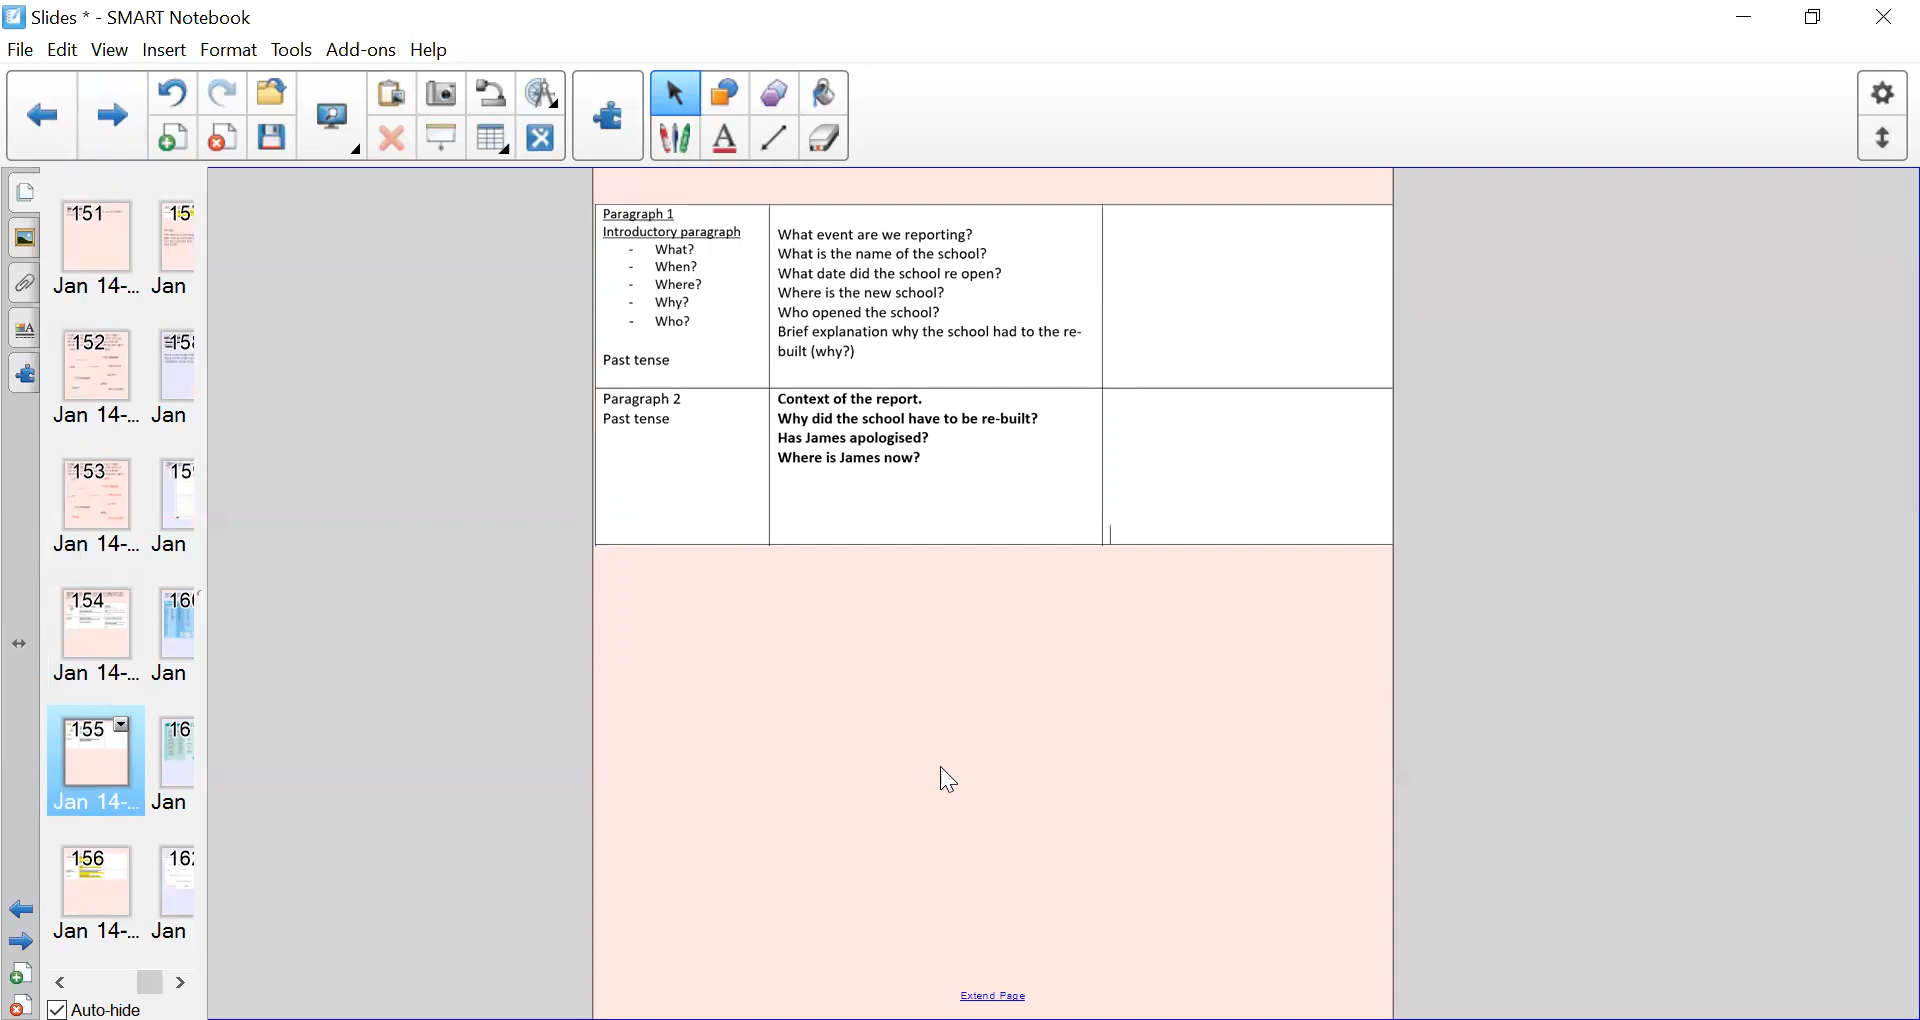 Slides * - SMART Notebook
File Edit View Insert Format Tools Add-ons Help
151
Jan 14-... Jan
152
Jan 14-... Jan
153
Jan 14-... Jan
154
Jan 14-... Jan
155
Jan 14-... Jan
156
Jan 14-... Jan
Auto-hide
Paragraph 1
Introductory paragraph
- What?
- When?
- Where?
- Why?
- Who?
Past tense
What event are we reporting?
What is the name of the school?
What date did the school re open?
Where is the new school?
Who opened the school?
Brief explanation why the school had to the re-
built (why?)
Paragraph 2
Past tense
Context of the report.
Why did the school have to be re-built?
Has James apologised?
Where is James now?
Extend Page